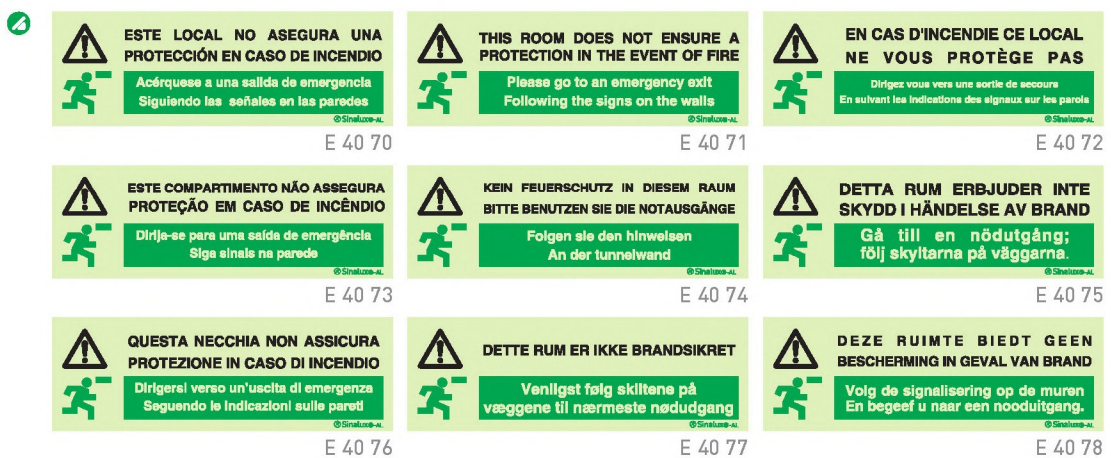 ESTE LOCAL NO ASEGURA UNA
PROTECCIÓN EN CASO DE INCENDIO
Acérquese a una salida de emergencia
Siguiendo las señales en las paredes
Sinaluxe-AL
E 40 70
THIS ROOM DOES NOT ENSURE A
PROTECTION IN THE EVENT OF FIRE
Please go to an emergency exit
Following the signs on the walls
Sinaluxe-AL
E 40 71
EN CAS D'INCENDIE CE LOCAL
NE VOUS PROTÈGE PAS
Dirigez vous vers une sortie de secours
En suivant les indications des signaux sur les parois
Sinaluxe-AL
E 40 72
ESTE COMPARTIMENTO NÃO ASSEGURA
PROTEÇÃO EM CASO DE INCÊNDIO
Dirija-se para uma saída de emergência
Siga sinais na parede
Sinaluxe-AL
E 40 73
KEIN FEUERSCHUTZ IN DIESEM RAUM
BITTE BENUTZEN SIE DIE NOTAUSGÄNGE
Folgen sie den hinweisen
An der tunnelwand
Sinaluxe-AL
E 40 74
DETTA RUM ERBJUDER INTE
SKYDD I HÄNDELSE AV BRAND
Gå till en nödutgång;
följ skyltarna på väggarna.
Sinaluxe-AL
E 40 75
QUESTA NECCHIA NON ASSICURA
PROTEZIONE IN CASO DI INCENDIO
Dirigersi verso un'uscita di emergenza
Seguendo le indicazioni sulle pareti
Sinaluxe-AL
E 40 76
DETTE RUM ER IKKE BRANDSIKRET
Venligst følg skiltene på
væggene til nærmeste nødudgang
Sinaluxe-AL
E 40 77
DEZE RUIMTE BIEDT GEEN
BESCHERMING IN GEVAL VAN BRAND
Volg de signalisering op de muren
En begeef u naar een nooduitgang.
Sinaluxe-AL
E 40 78